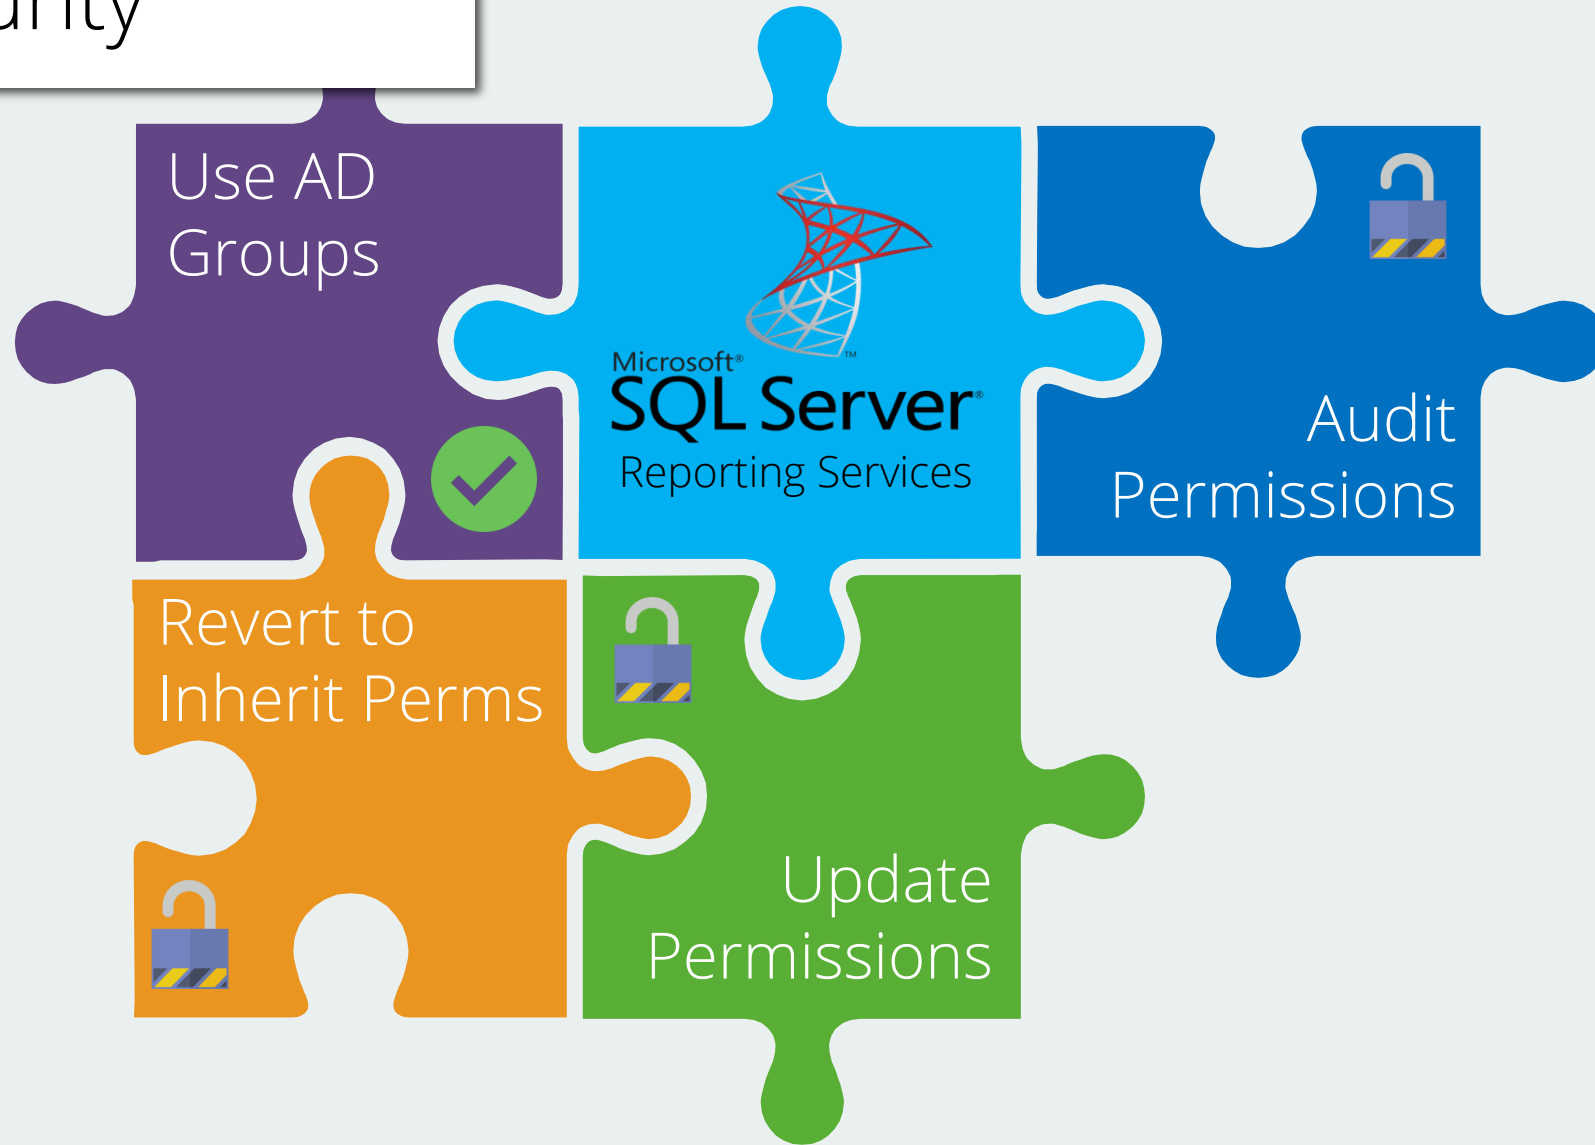 Use AD
Groups
Microsoft®
SQL Server®
Reporting Services
Audit
Permissions
Revert to
Inherit Perms
Update
Permissions